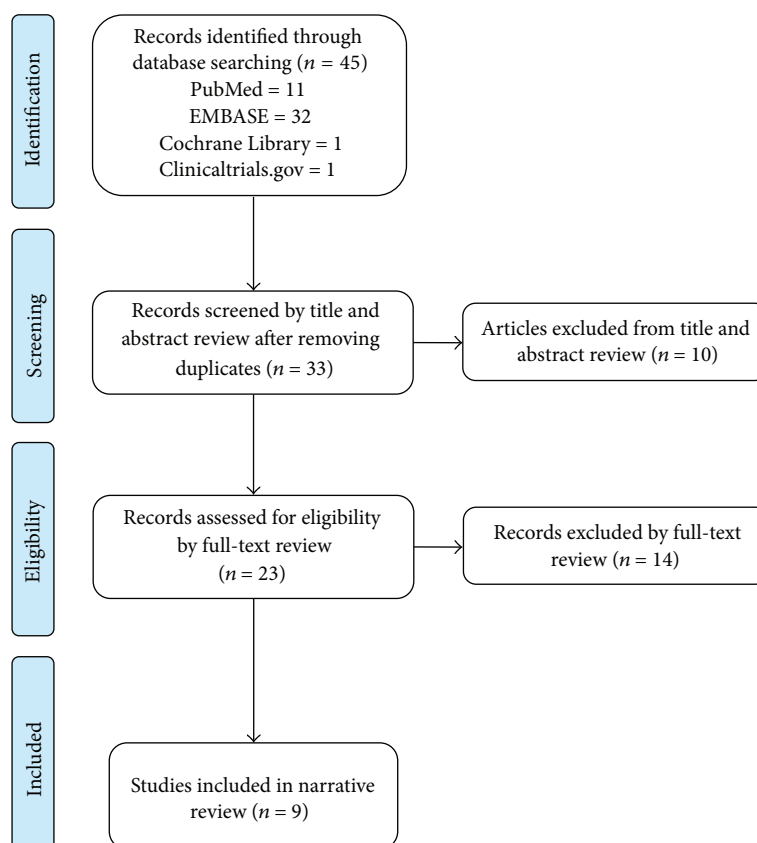 Identification
Records identified through
database searching (n = 45)
PubMed = 11
EMBASE = 32
Cochrane Library = 1
Clinicaltrials.gov = 1
Screening
Records screened by title and
abstract review after removing
duplicates (n = 33)
Articles excluded from title and
abstract review (n = 10)
Eligibility
Records assessed for eligibility
by full-text review
(n = 23)
Records excluded by full-text
review (n = 14)
Included
Studies included in narrative
review (n = 9)